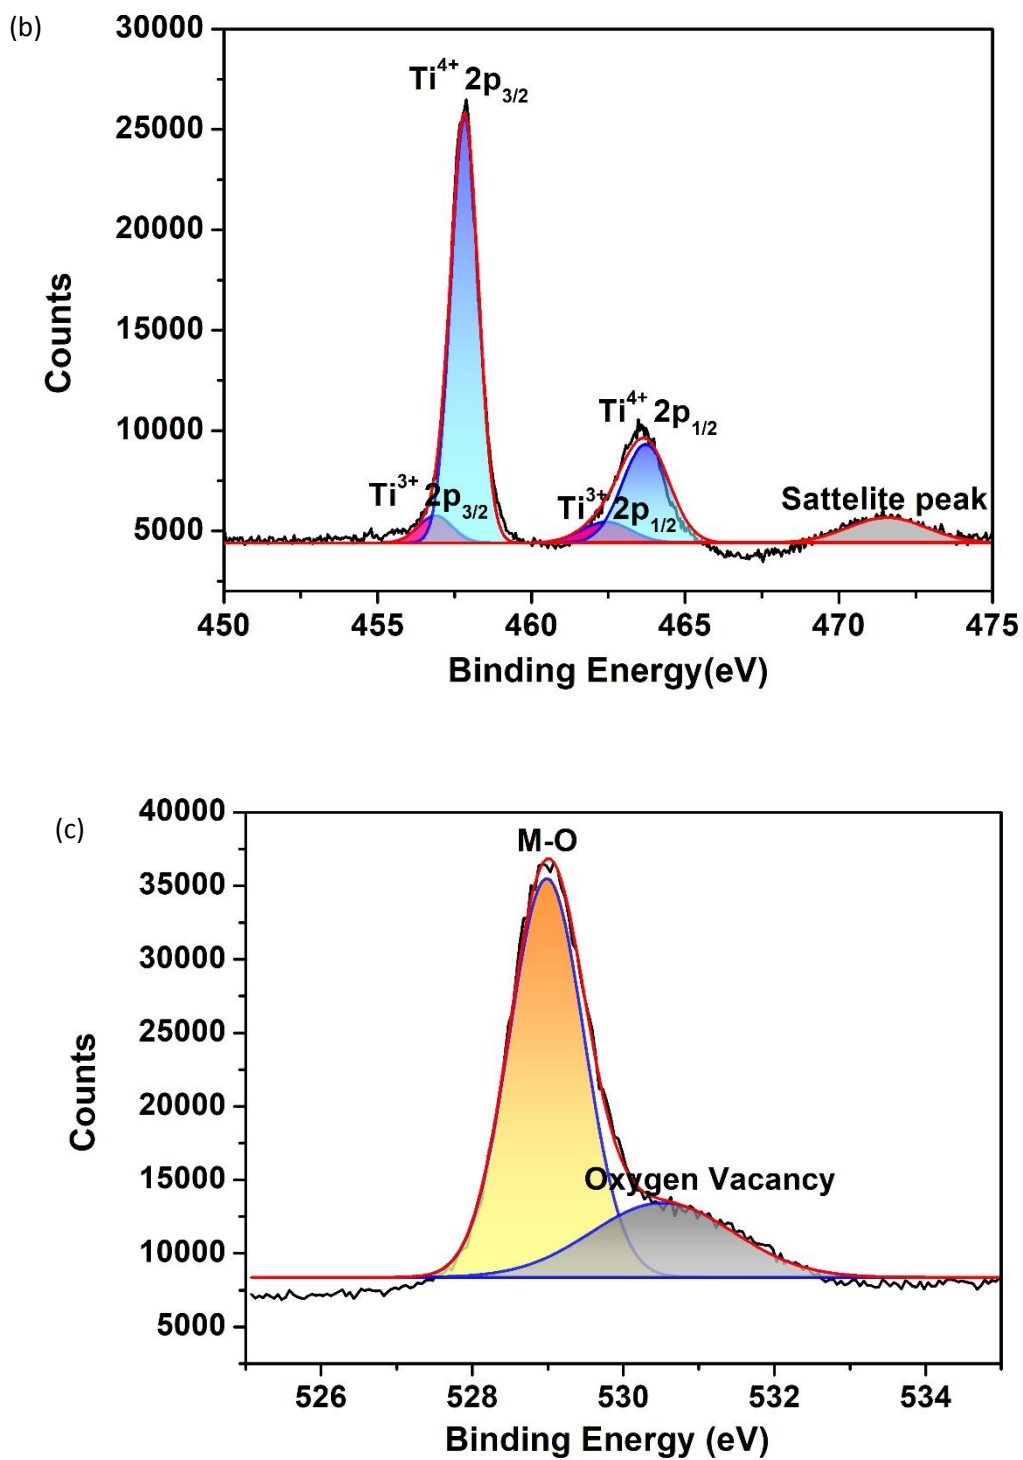 (b)
30000
25000
20000
15000
10000
5000
Counts
Ti4+ 2p3/2
Ti3+ 2p3/2
Ti4+ 2p1/2
Ti3+ 2p1/2
Sattelite peak
450 455 460 465 470 475
Binding Energy(eV)
(c)
40000
35000
30000
25000
20000
15000
10000
5000
Counts
M-O
Oxygen Vacancy
526 528 530 532 534
Binding Energy (eV)